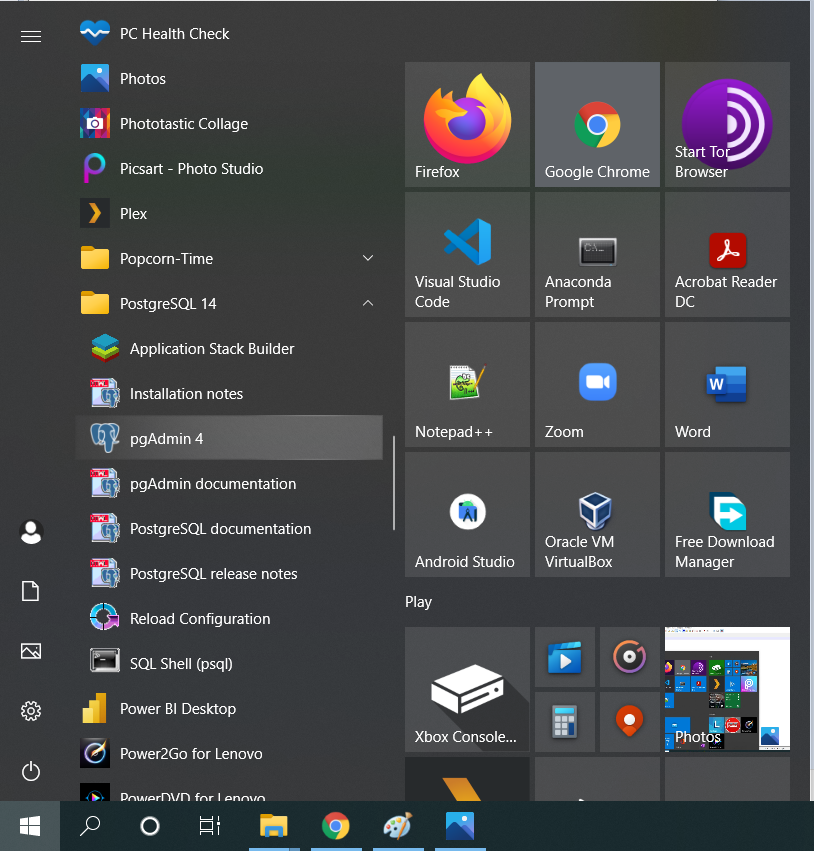 PC Health Check
Photos
Phototastic Collage
Picsart - Photo Studio
Plex
Popcorn-Time
PostgreSQL 14
Application Stack Builder
Installation notes
pgAdmin 4
pgAdmin documentation
PostgreSQL documentation
PostgreSQL release notes
Reload Configuration
SQL Shell (psql)
Power BI Desktop
Power2Go for Lenovo
PowerDVD for Lenovo
Firefox
Google Chrome
Start Tor
Browser
Visual Studio
Code
Anaconda
Prompt
Acrobat Reader
DC
Notepad++
Zoom
W
Word
Android Studio
Oracle VM
VirtualBox
Free Download
Manager
Play
Xbox Console...
Photos